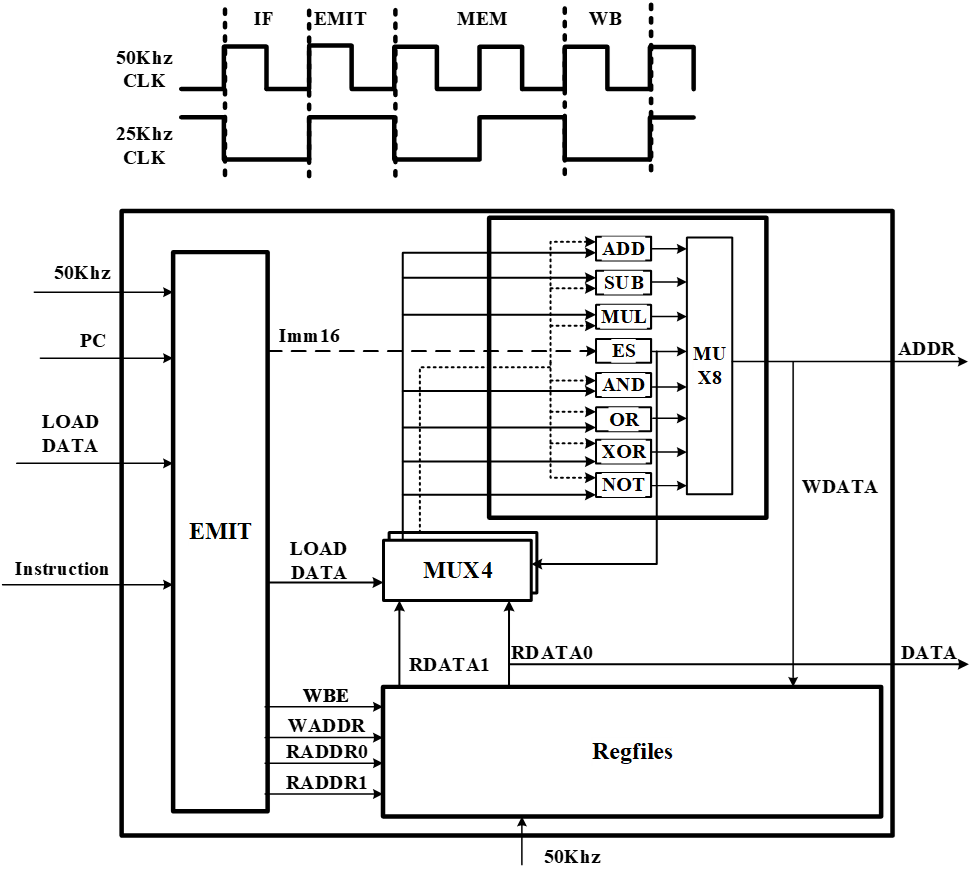 IF EMIT MEM WB
50Khz
CLK
25Khz
CLK
50Khz
PC
LOAD
DATA
Instruction
EMIT
Imm16
LOAD
DATA
WBE
WADDR
RADDR0
RADDR1
ADD
SUB
MUL
ES
AND
OR
XOR
NOT
MU
X8
MUX4
RDATA1
RDATA0
Regfiles
WDATA
ADDR
DATA
50Khz